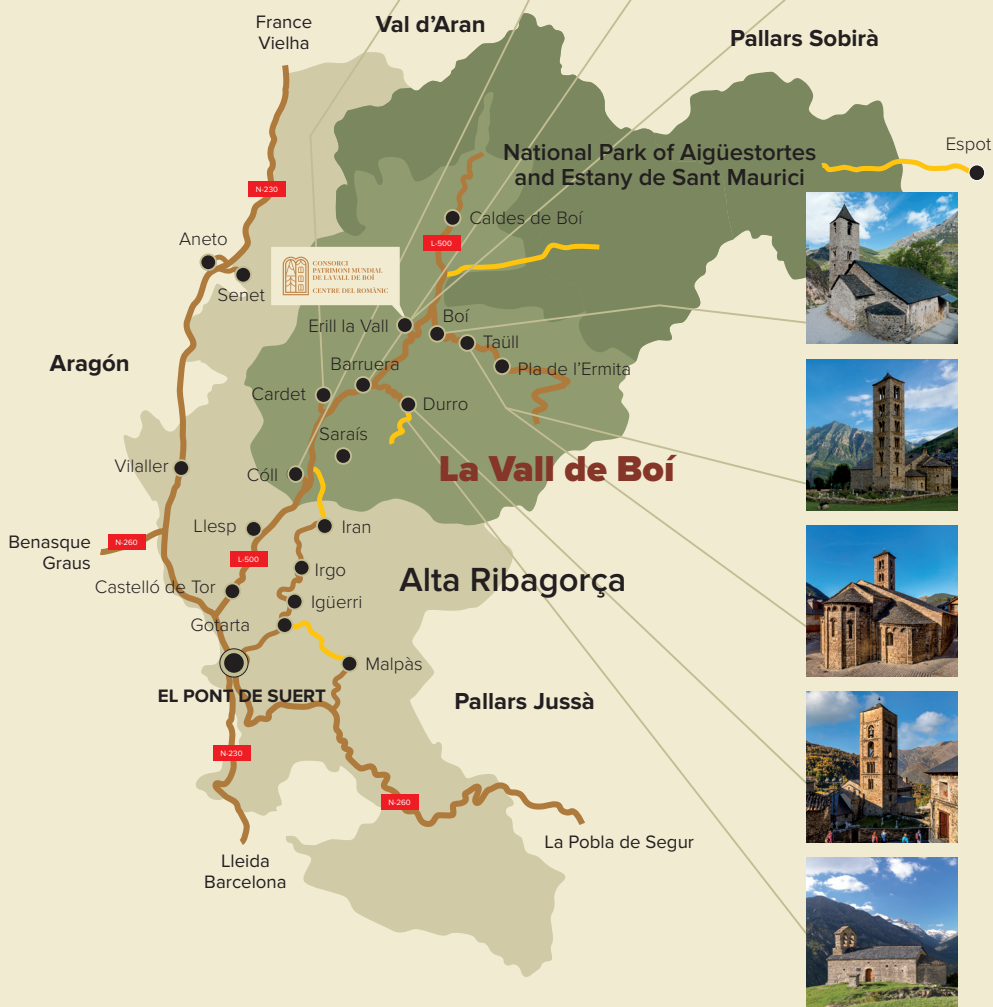 France
Vielha
Val d’Aran
Pallars Sobirà
National Park of Aigüestortes
and Estany de Sant Maurici
Espot
N-230
Caldes de Boí
L-500
Aneto
Senet
CONSORCI
PATRIMONI MUNDIAL
DE LA VALL DE BOÍ
CENTRE DEL ROMÀNIC
Erill la Vall
Boí
Taüll
Aragón
Barruera
Pla de l’Ermita
Cardet
Durro
Saraís
Vilaller
Cóll
La Vall de Boí
Llesp
Iran
Benasque
Graus
N-260
L-500
Irgo
Alta Ribagorça
Castelló de Tor
Igüerri
Gotarta
Malpàs
EL PONT DE SUERT
Pallars Jussà
N-230
N-260
La Pobla de Segur
Lleida
Barcelona